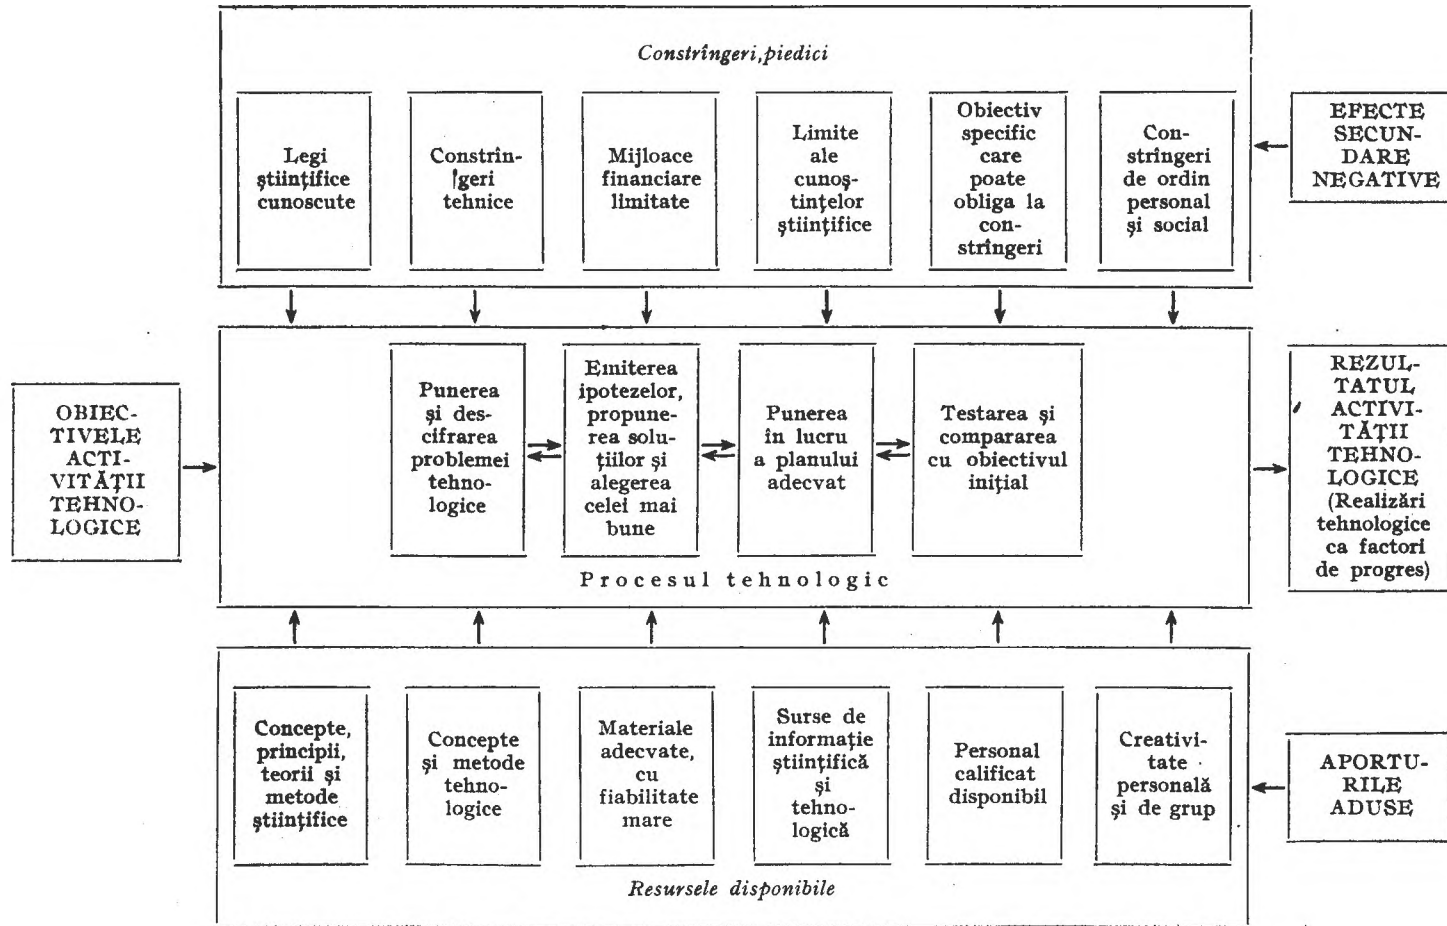 Constrîngeri, piedici
Legi
științifice
cunoscute
Constrîn-
geri
tehnice
Mijloace
financiare
limitate
Limite
ale
cunoș-
tințelor
științifice
Obiectiv
specific
care
poate
obliga la
con-
strîngeri
Con-
strîngeri
de ordin
personal
și social
EFECTE
SECUN-
DARE
NEGATIVE
OBIEC-
TIVELE
ACTI-
VITĂȚII
TEHNO-
LOGICE
Punerea
și des-
cifrarea
problemei
tehno-
logice
Emiterea
ipotezelor,
propune-
rea solu-
țiilor și
alegerea
celei mai
bune
Punerea
în lucru
a planului
adecvat
Testarea și
compararea
cu obiectivul
inițial
Procesul tehnologic
REZUL-
TATUL
ACTIVI-
TĂȚII
TEHNO-
LOGICE
(Realizări
tehnologice
ca factori
de progres)
Concepte,
principii,
teorii și
metode
științifice
Concepte
și metode
tehno-
logice
Materiale
adecvate,
cu
fiabilitate
mare
Surse de
informație
științifică
și
tehno-
logică
Personal
calificat
disponibil
Creativi-
tate
personală
și de grup
APORTU-
RILE
ADUSE
Resursele disponibile